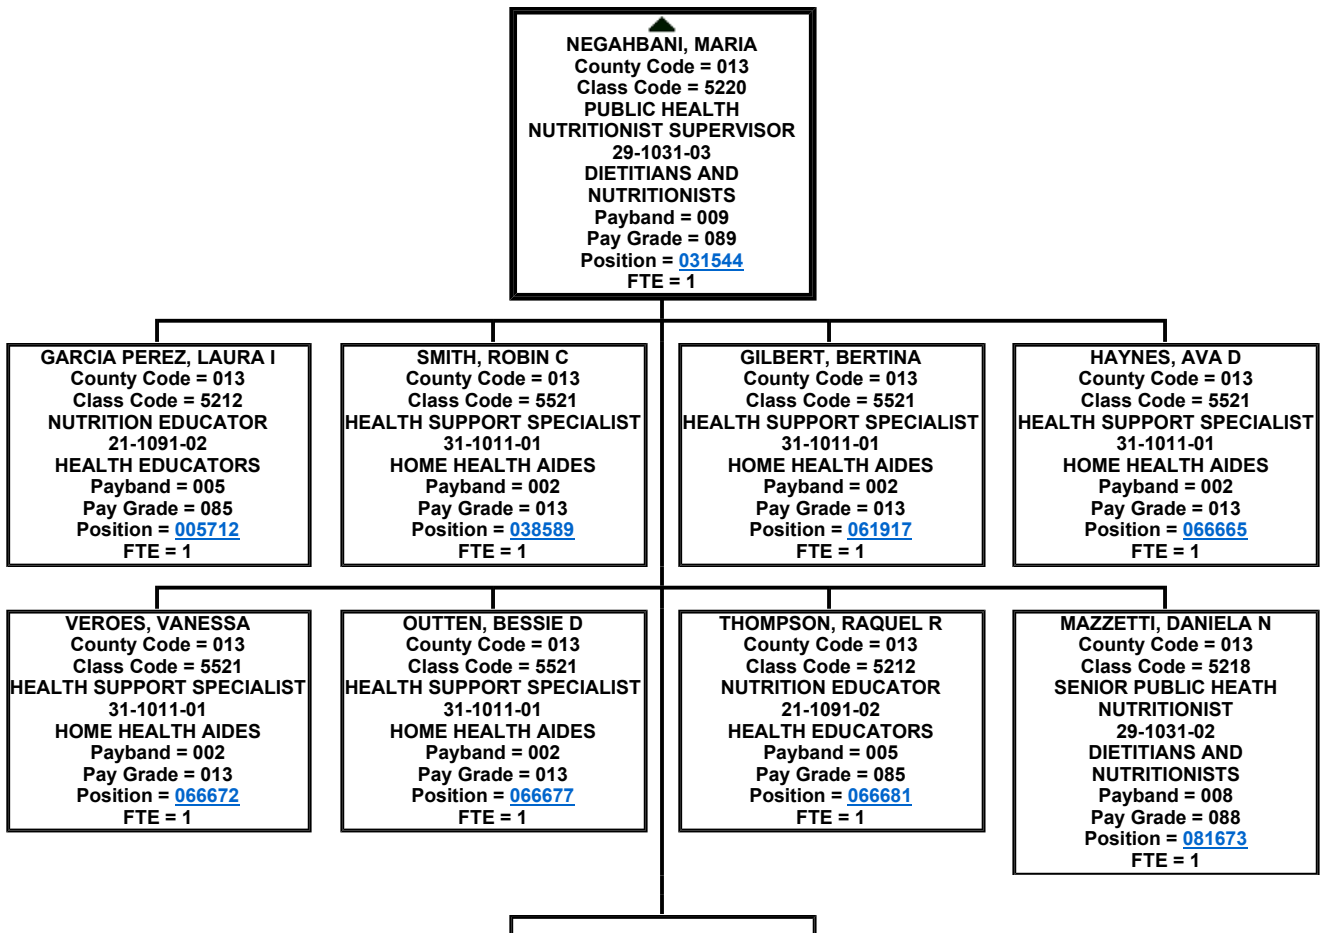 NEGAHBANI, MARIA
County Code = 013
Class Code = 5220
PUBLIC HEALTH
NUTRITIONIST SUPERVISOR
29-1031-03
DIETITIANS AND
NUTRITIONISTS
Payband = 009
Pay Grade = 089
Position = 031544
FTE = 1
GARCIA PEREZ, LAURA I
County Code = 013
Class Code = 5212
NUTRITION EDUCATOR
21-1091-02
HEALTH EDUCATORS
Payband = 005
Pay Grade = 085
Position = 005712
FTE = 1
SMITH, ROBIN C
County Code = 013
Class Code = 5521
HEALTH SUPPORT SPECIALIST
31-1011-01
HOME HEALTH AIDES
Payband = 002
Pay Grade = 013
Position = 038589
FTE = 1
GILBERT, BERTINA
County Code = 013
Class Code = 5521
HEALTH SUPPORT SPECIALIST
31-1011-01
HOME HEALTH AIDES
Payband = 002
Pay Grade = 013
Position = 061917
FTE = 1
HAYNES, AVA D
County Code = 013
Class Code = 5521
HEALTH SUPPORT SPECIALIST
31-1011-01
HOME HEALTH AIDES
Payband = 002
Pay Grade = 013
Position = 066665
FTE = 1
VEROES, VANESSA
County Code = 013
Class Code = 5521
HEALTH SUPPORT SPECIALIST
31-1011-01
HOME HEALTH AIDES
Payband = 002
Pay Grade = 013
Position = 066672
FTE = 1
OUTTEN, BESSIE D
County Code = 013
Class Code = 5521
HEALTH SUPPORT SPECIALIST
31-1011-01
HOME HEALTH AIDES
Payband = 002
Pay Grade = 013
Position = 066677
FTE = 1
THOMPSON, RAQUEL R
County Code = 013
Class Code = 5212
NUTRITION EDUCATOR
21-1091-02
HEALTH EDUCATORS
Payband = 005
Pay Grade = 085
Position = 066681
FTE = 1
MAZZETTI, DANIELA N
County Code = 013
Class Code = 5218
SENIOR PUBLIC HEATH
NUTRITIONIST
29-1031-02
DIETITIANS AND
NUTRITIONISTS
Payband = 008
Pay Grade = 088
Position = 081673
FTE = 1